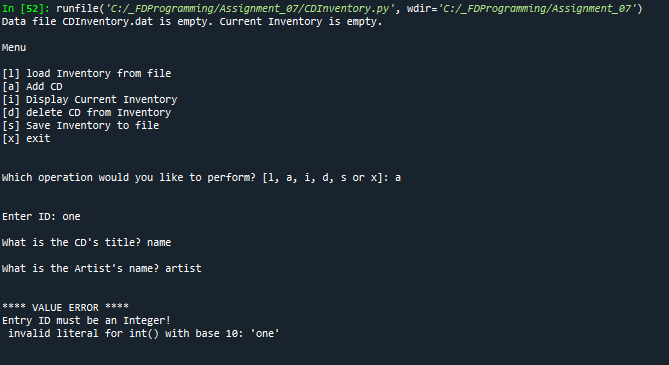 In [52]: runfile('C:/_FDProgramming/Assignment_07/CDInventory.py', wdir='C:/_FDProgramming/Assignment_07')
Data file CDInventory.dat is empty. Current Inventory is empty.
Menu
[l] load Inventory from file
[a] Add CD
[i] Display Current Inventory
[d] delete CD from Inventory
[s] Save Inventory to file
[x] exit
Which operation would you like to perform? [l, a, i, d, s or x]: a
Enter ID: one
What is the CD's title? name
What is the Artist's name? artist
**** VALUE ERROR ****
Entry ID must be an Integer!
 invalid literal for int() with base 10: 'one'